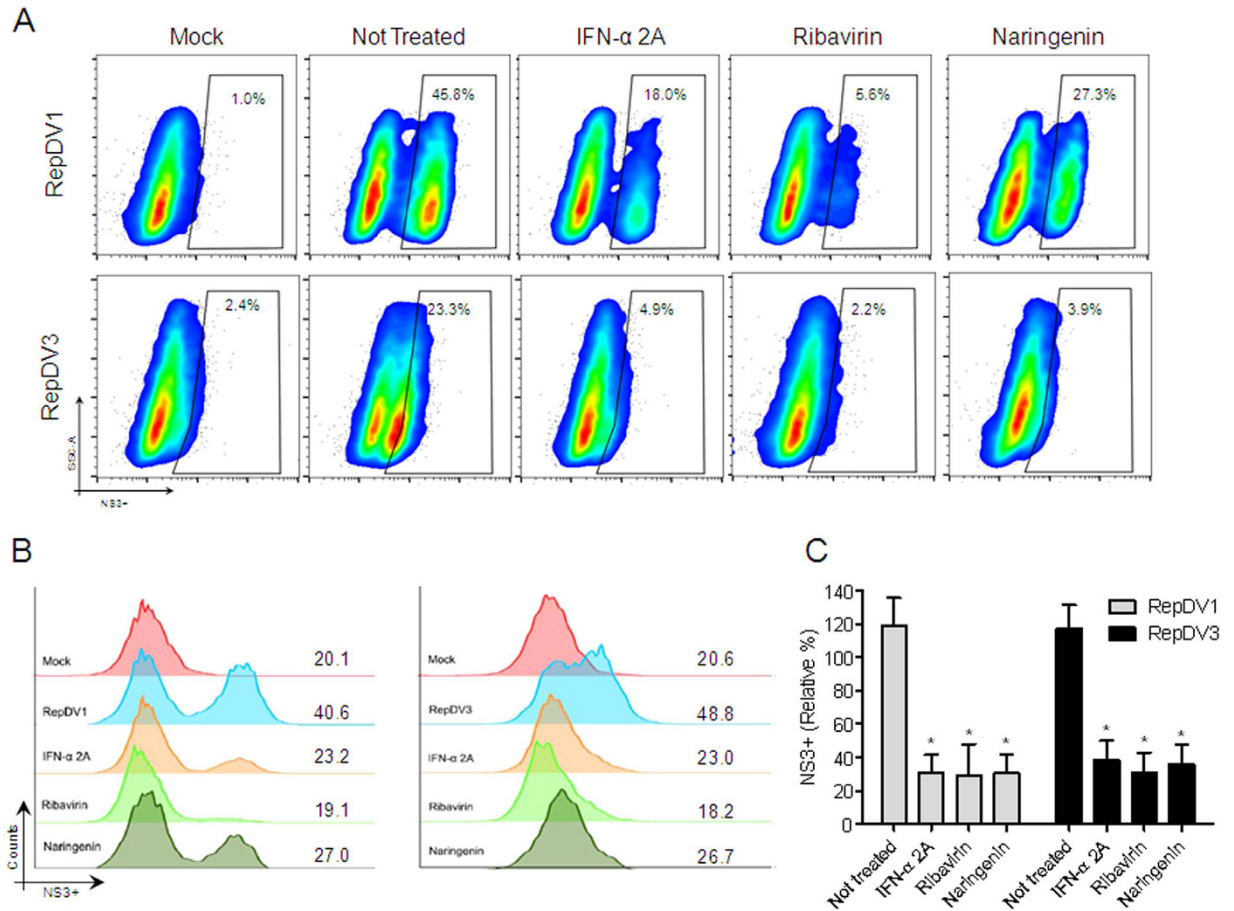 A
Mock Not Treated IFN-α 2A Ribavirin Naringenin
RepDV1
1.0% 45.8% 18.0% 5.6% 27.3%
RepDV3
2.4% 23.3% 4.9% 2.2% 3.9%
SSC-A
NS3+
B
Mock 20.1
RepDV1 40.6
IFN-α 2A 23.2
Ribavirin 19.1
Naringenin 27.0
Counts
NS3+
Mock 20.6
RepDV3 48.8
IFN-α 2A 23.0
Ribavirin 18.2
Naringenin 26.7
C
NS3+ (Relative %)
140
120
100
80
60
40
20
0
RepDV1
RepDV3
* * * * * *
Not treated IFN-α 2A Ribavirin Naringenin Not treated IFN-α 2A Ribavirin Naringenin